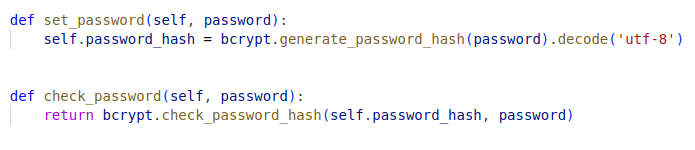 def set_password(self, password):
    self.password_hash = bcrypt.generate_password_hash(password).decode('utf-8')
def check_password(self, password):
    return bcrypt.check_password_hash(self.password_hash, password)